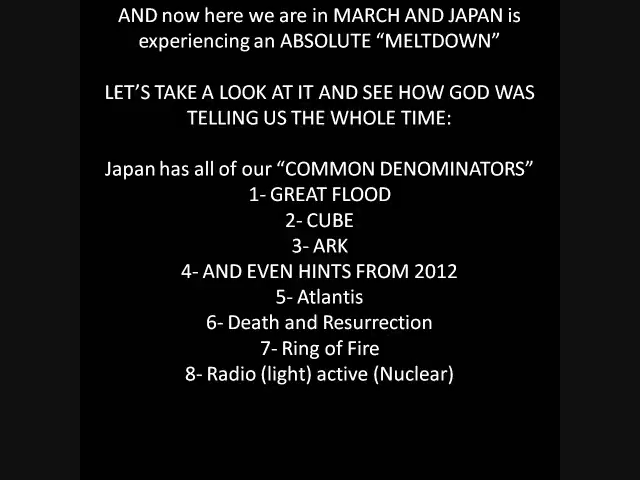 AND now here we are in MARCH AND JAPAN is
experiencing an ABSOLUTE “MELTDOWN”
LET’S TAKE A LOOK AT IT AND SEE HOW GOD WAS
TELLING US THE WHOLE TIME:
Japan has all of our “COMMON DENOMINATORS”
1- GREAT FLOOD
2- CUBE
3- ARK
4- AND EVEN HINTS FROM 2012
5- Atlantis
6- Death and Resurrection
7- Ring of Fire
8- Radio (light) active (Nuclear)